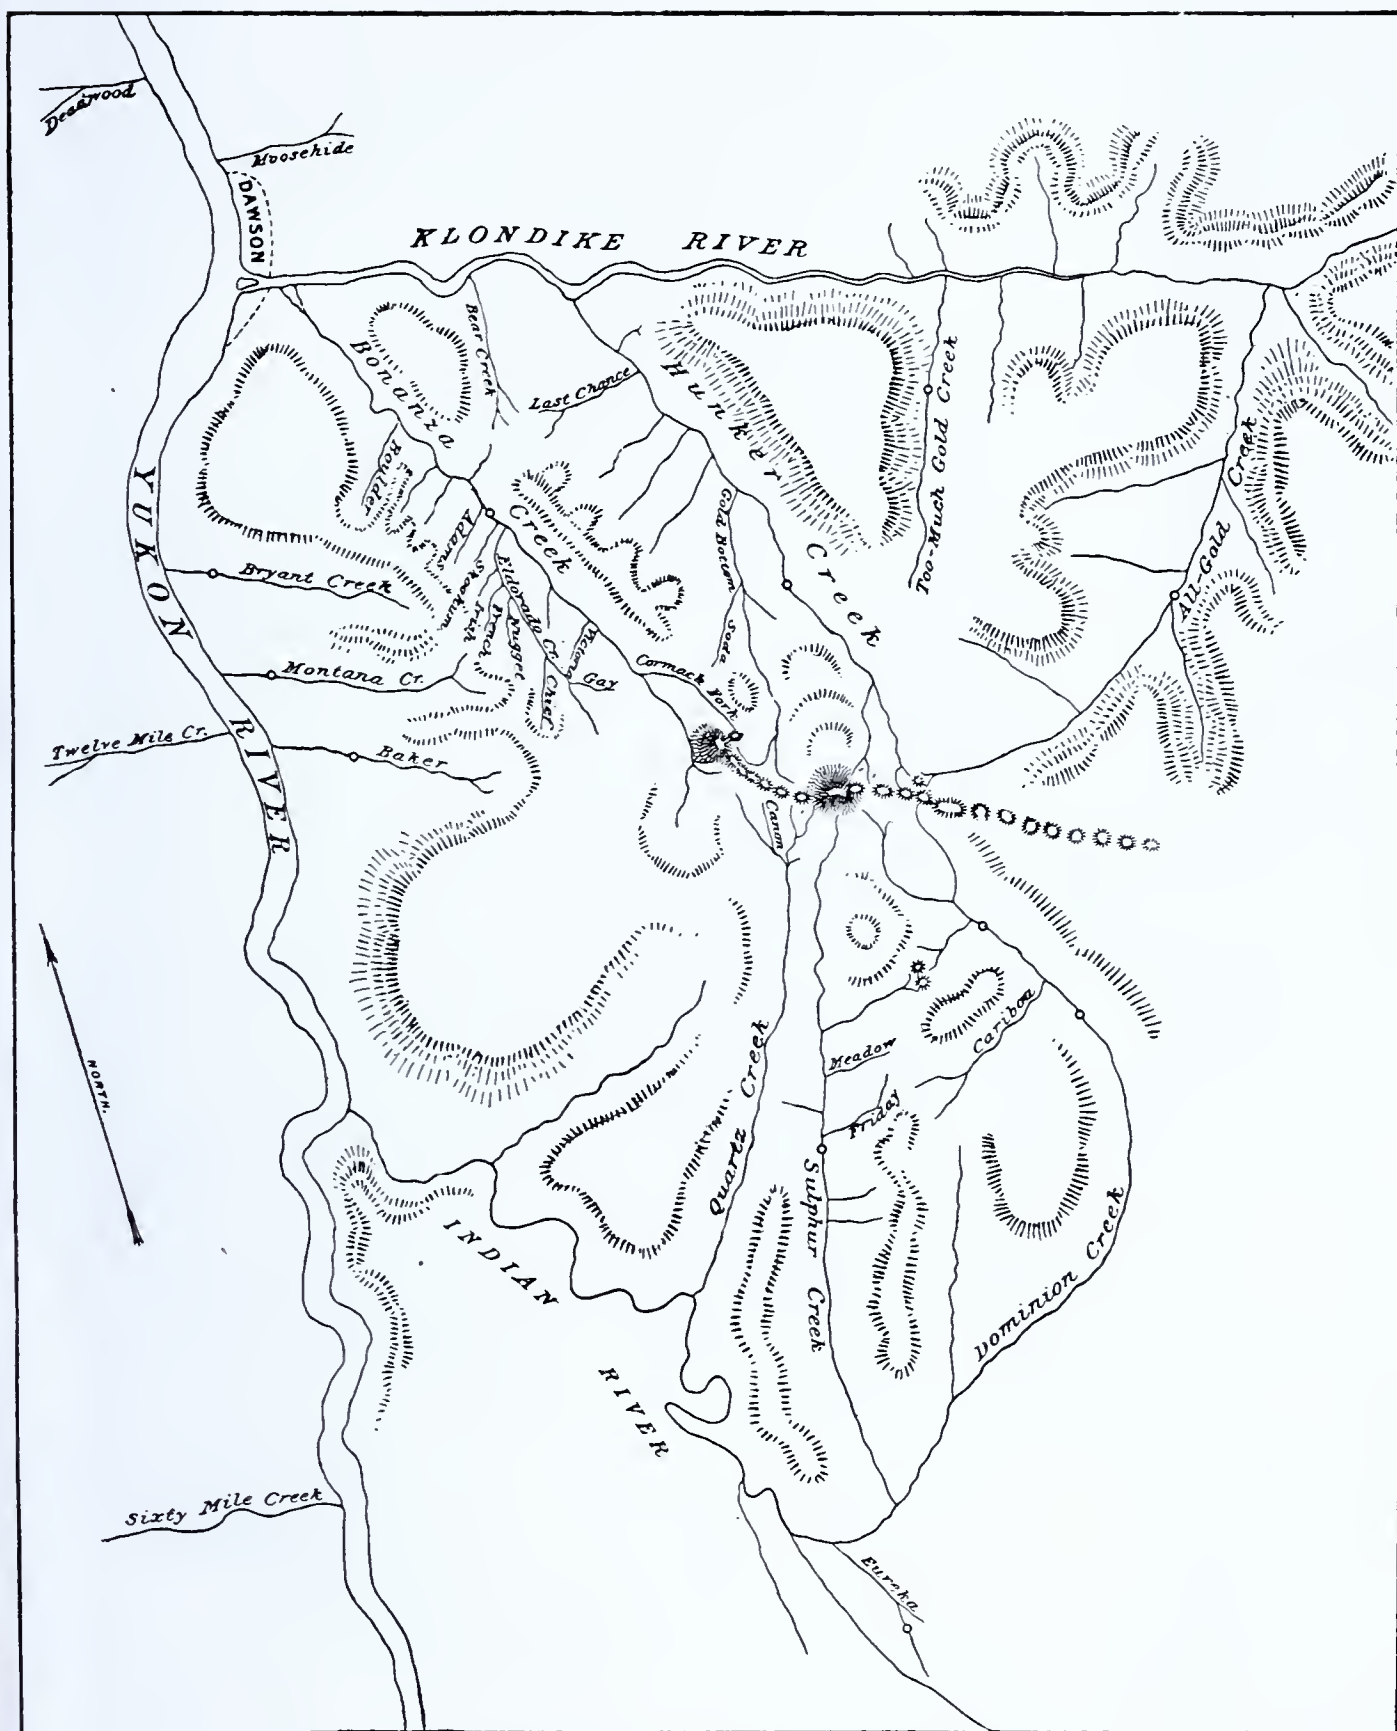 Deadwood
Moosehide
DAWSON
KLONDIKE RIVER
Bear Creek
Bonanza
Creek
Last Chance
Hunker
Creek
Too-Much Gold Creek
All-Gold
Creek
Boulder
Adams
Skookum
Irish
French
Nugget
Eldorado Cr.
Chief
Victoria
Gay
Gold Bottom
Soda
Cormack Fork
YUKON
RIVER
Bryant Creek
Montana Cr.
Twelve Mile Cr.
Baker
Canon
NORTH.
Quartz Creek
Meadow
Caribou
Friday
Sulphur Creek
Dominion Creek
INDIAN
RIVER
Sixty Mile Creek
Eureka